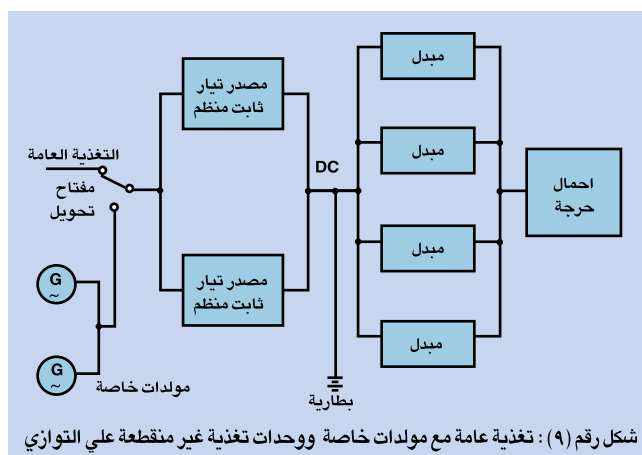 مصدر تيار
ثابت منظم
مبدل
مبدل
مبدل
مبدل
DC
احمال
حرجة
التغذية العامة
مفتاح
تحويل
مصدر تيار
ثابت منظم
G
~
G
~
مولدات خاصة
بطارية
شكل رقم (٩) : تغذية عامة مع مولدات خاصة ووحدات تغذية غير منقطعة علي التوازي